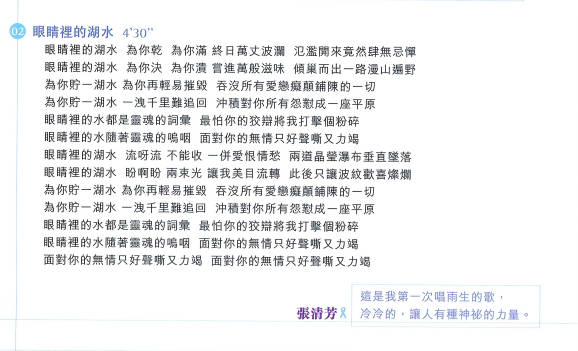 02 眼睛裡的湖水 4'30"
眼睛裡的湖水 為你乾 為你滿 終日萬丈波瀾 氾濫開來竟然肆無忌憚
眼睛裡的湖水 為你決 為你潰 嘗進萬般滋味 傾巢而出一路漫山遍野
為你貯一湖水 為你再輕易摧毀 吞沒所有愛戀癡顛鋪陳的一切
為你貯一湖水 一洩千里難追回 沖積對你所有怨懟成一座平原
眼睛裡的水都是靈魂的詞彙 最怕你的狡辯將我打擊個粉碎
眼睛裡的水隨著靈魂的嗚咽 面對你的無情只好聲嘶又力竭
眼睛裡的湖水 流呀流 不能收 一併愛恨情愁 兩道晶瑩瀑布垂直墜落
眼睛裡的湖水 盼啊盼 兩束光 讓我美目流轉 此後只讓波紋歡喜燦爛
為你貯一湖水 為你再輕易摧毀 吞沒所有愛戀癡顛鋪陳的一切
為你貯一湖水 一洩千里難追回 沖積對你所有怨懟成一座平原
眼睛裡的水都是靈魂的詞彙 最怕你的狡辯將我打擊個粉碎
眼睛裡的水隨著靈魂的嗚咽 面對你的無情只好聲嘶又力竭
面對你的無情只好聲嘶又力竭 面對你的無情只好聲嘶又力竭
這是我第一次唱雨生的歌，
張清芳 冷冷的，讓人有種神祕的力量。